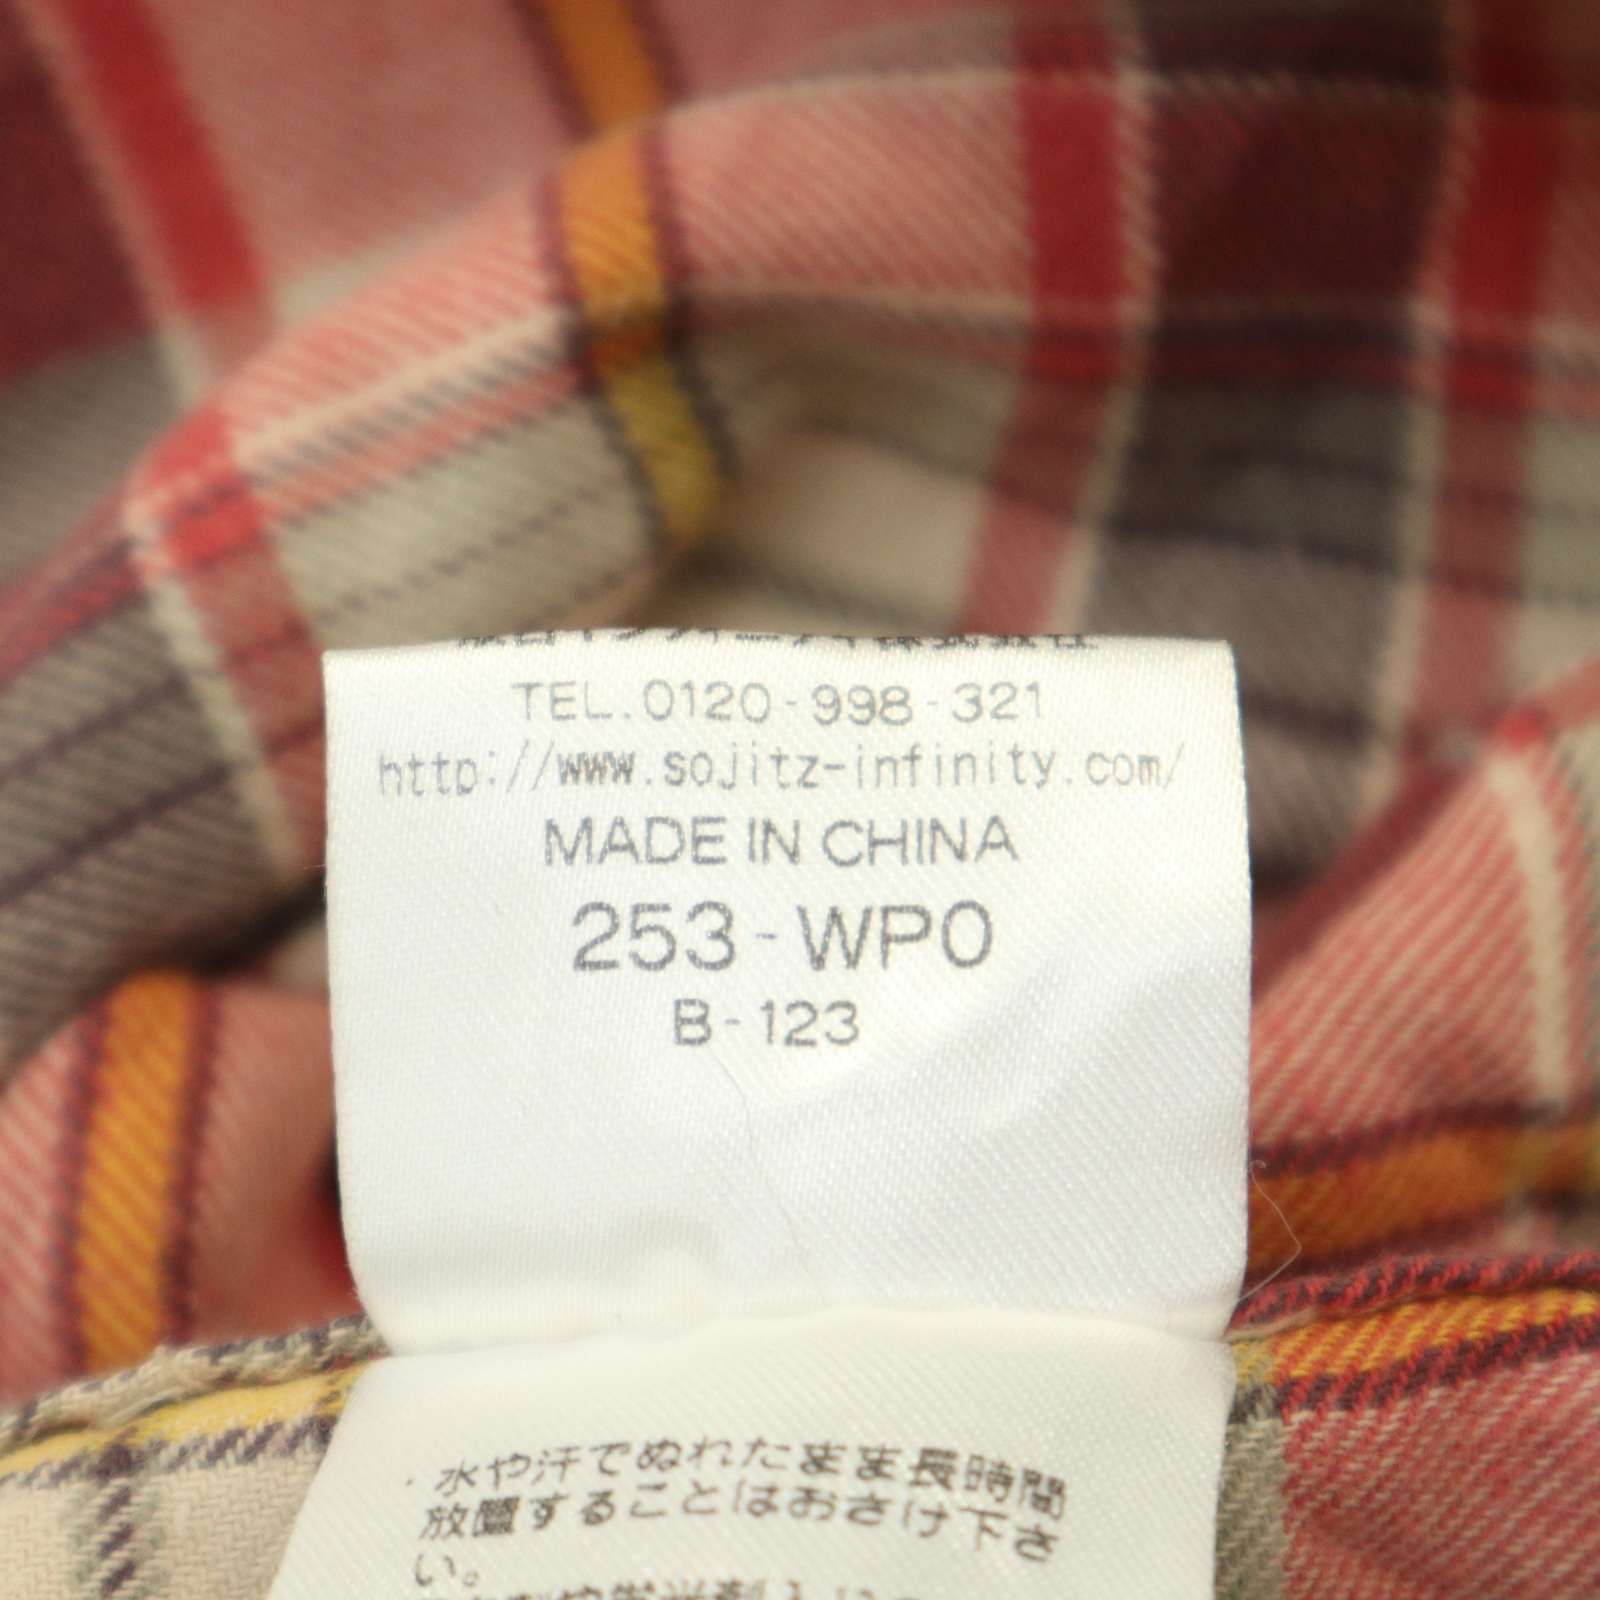 TEL.0120-998-321
http://www.sojitz-infinity.com/
MADE IN CHINA
253-WPO
B-123
・水や汗でぬれたまま長時間
放置することはおさけ下さ
い。